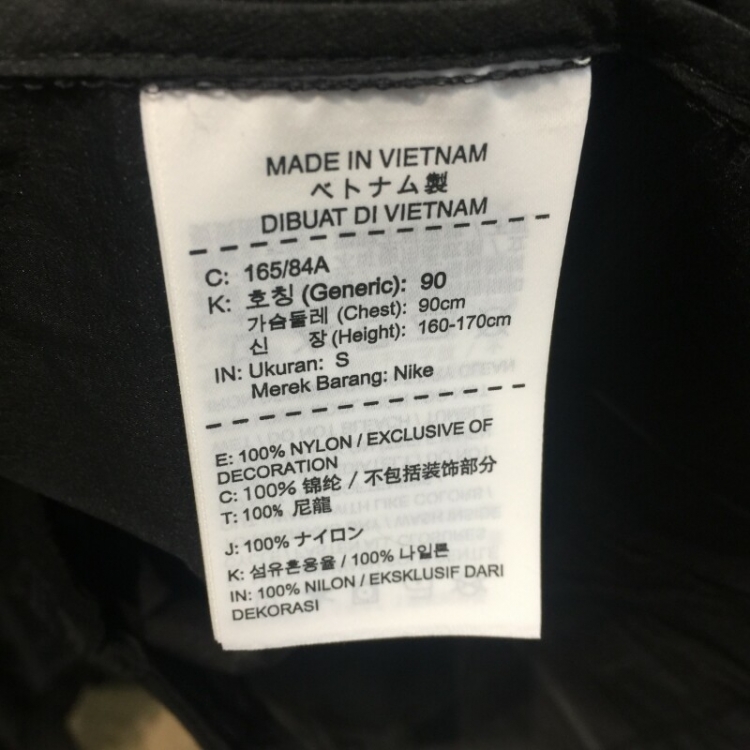 MADE IN VIETNAM
ベトナム製
DIBUAT DI VIETNAM
C: 165/84A
K: 호칭 (Generic): 90
가슴둘레 (Chest): 90cm
신 장 (Height): 160-170cm
IN: Ukuran: S
Merek Barang: Nike
E: 100% NYLON / EXCLUSIVE OF
DECORATION
C: 100% 锦纶 / 不包括装饰部分
T: 100% 尼龍
J: 100% ナイロン
K: 섬유혼용율 / 100% 나일론
IN: 100% NILON / EKSKLUSIF DARI
DEKORASI